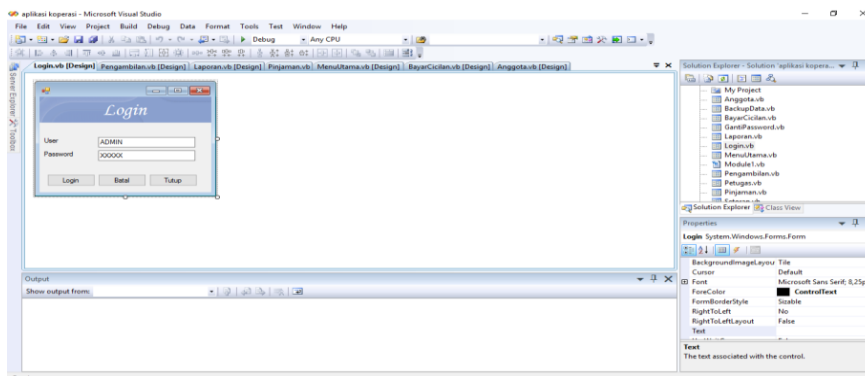 aplikasi koperasi - Microsoft Visual Studio
File Edit View Project Build Debug Data Format Tools Test Window Help
Debug Any CPU
Login.vb [Design] Pengambilan.vb [Design] Laporan.vb [Design] Pinjaman.vb MenuUtama.vb [Design] BayarCicilan.vb [Design] Anggota.vb [Design]
Server Explorer
Toolbox
Login
User ADMIN
Password XXXXX
Login Batal Tutup
Output
Show output from:
Solution Explorer - Solution 'aplikasi kopera...
My Project
Anggota.vb
BackupData.vb
BayarCicilan.vb
GantiPassword.vb
Laporan.vb
Login.vb
MenuUtama.vb
Module1.vb
Pengambilan.vb
Petugas.vb
Pinjaman.vb
Solution Explorer Class View
Properties
Login System.Windows.Forms.Form
BackgroundImageLayou Tile
Cursor Default
Font Microsoft Sans Serif; 8,25p
ForeColor ControlText
FormBorderStyle Sizable
RightToLeft No
RightToLeftLayout False
Text
Text
The text associated with the control.